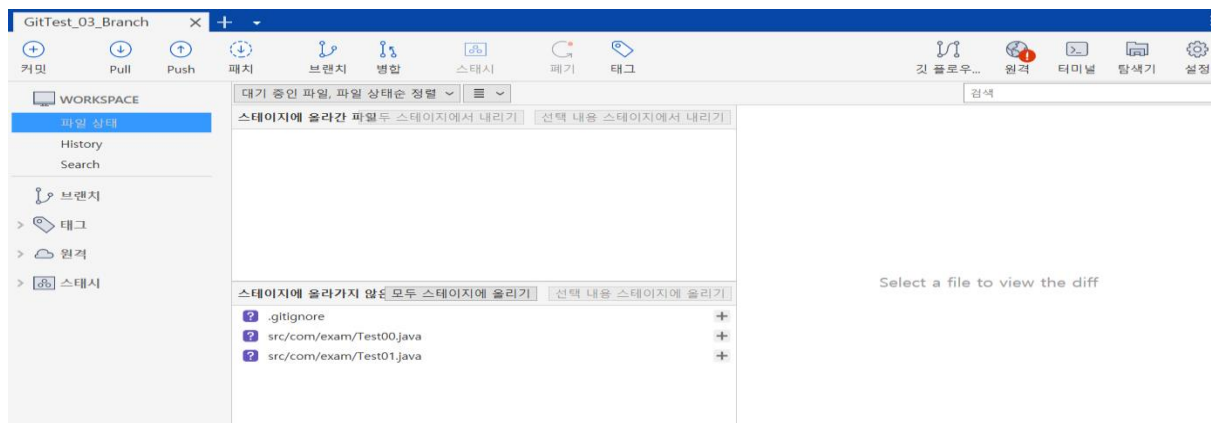 GitTest_03_Branch
커밋 Pull Push 패치 브랜치 병합 스태시 폐기 태그 깃 플로우... 원격 터미널 탐색기 설정
WORKSPACE
파일 상태
History
Search
브랜치
태그
원격
스태시
대기 중인 파일, 파일 상태순 정렬
검색
스테이지에 올라간 파일 두 스테이지에서 내리기 선택 내용 스테이지에서 내리기
스테이지에 올라가지 않은 모두 스테이지에 올리기 선택 내용 스테이지에 올리기
.gitignore
src/com/exam/Test00.java
src/com/exam/Test01.java
Select a file to view the diff